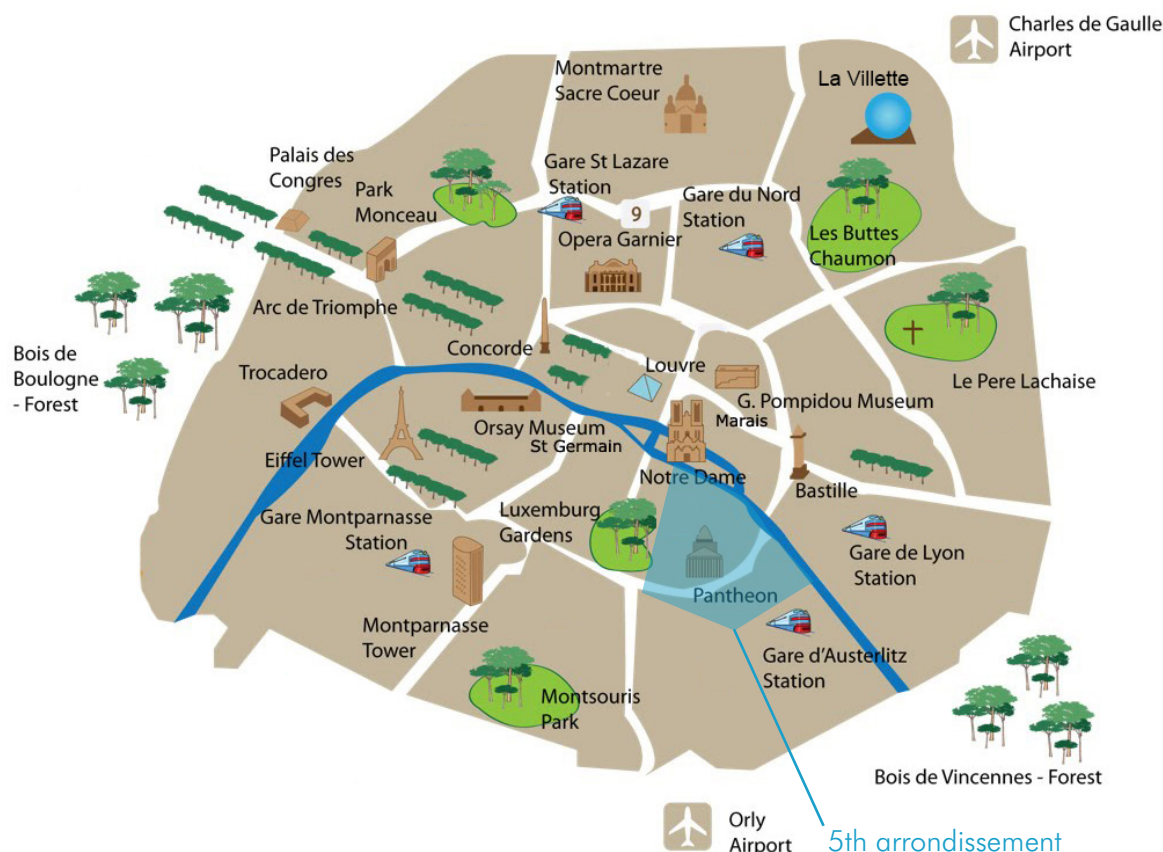 Charles de Gaulle
Airport
Montmartre
Sacre Coeur
La Villette
Palais des
Congres
Park
Monceau
Gare St Lazare
Station
Gare du Nord
Station
9
Opera Garnier
Les Buttes
Chaumon
Arc de Triomphe
Concorde
Louvre
Bois de
Boulogne
- Forest
Trocadero
Le Pere Lachaise
G. Pompidou Museum
Marais
Orsay Museum
St Germain
Eiffel Tower
Notre Dame
Bastille
Gare Montparnasse
Station
Luxemburg
Gardens
Gare de Lyon
Station
Pantheon
Montparnasse
Tower
Gare d'Austerlitz
Station
Montsouris
Park
Bois de Vincennes - Forest
Orly
Airport
5th arrondissement